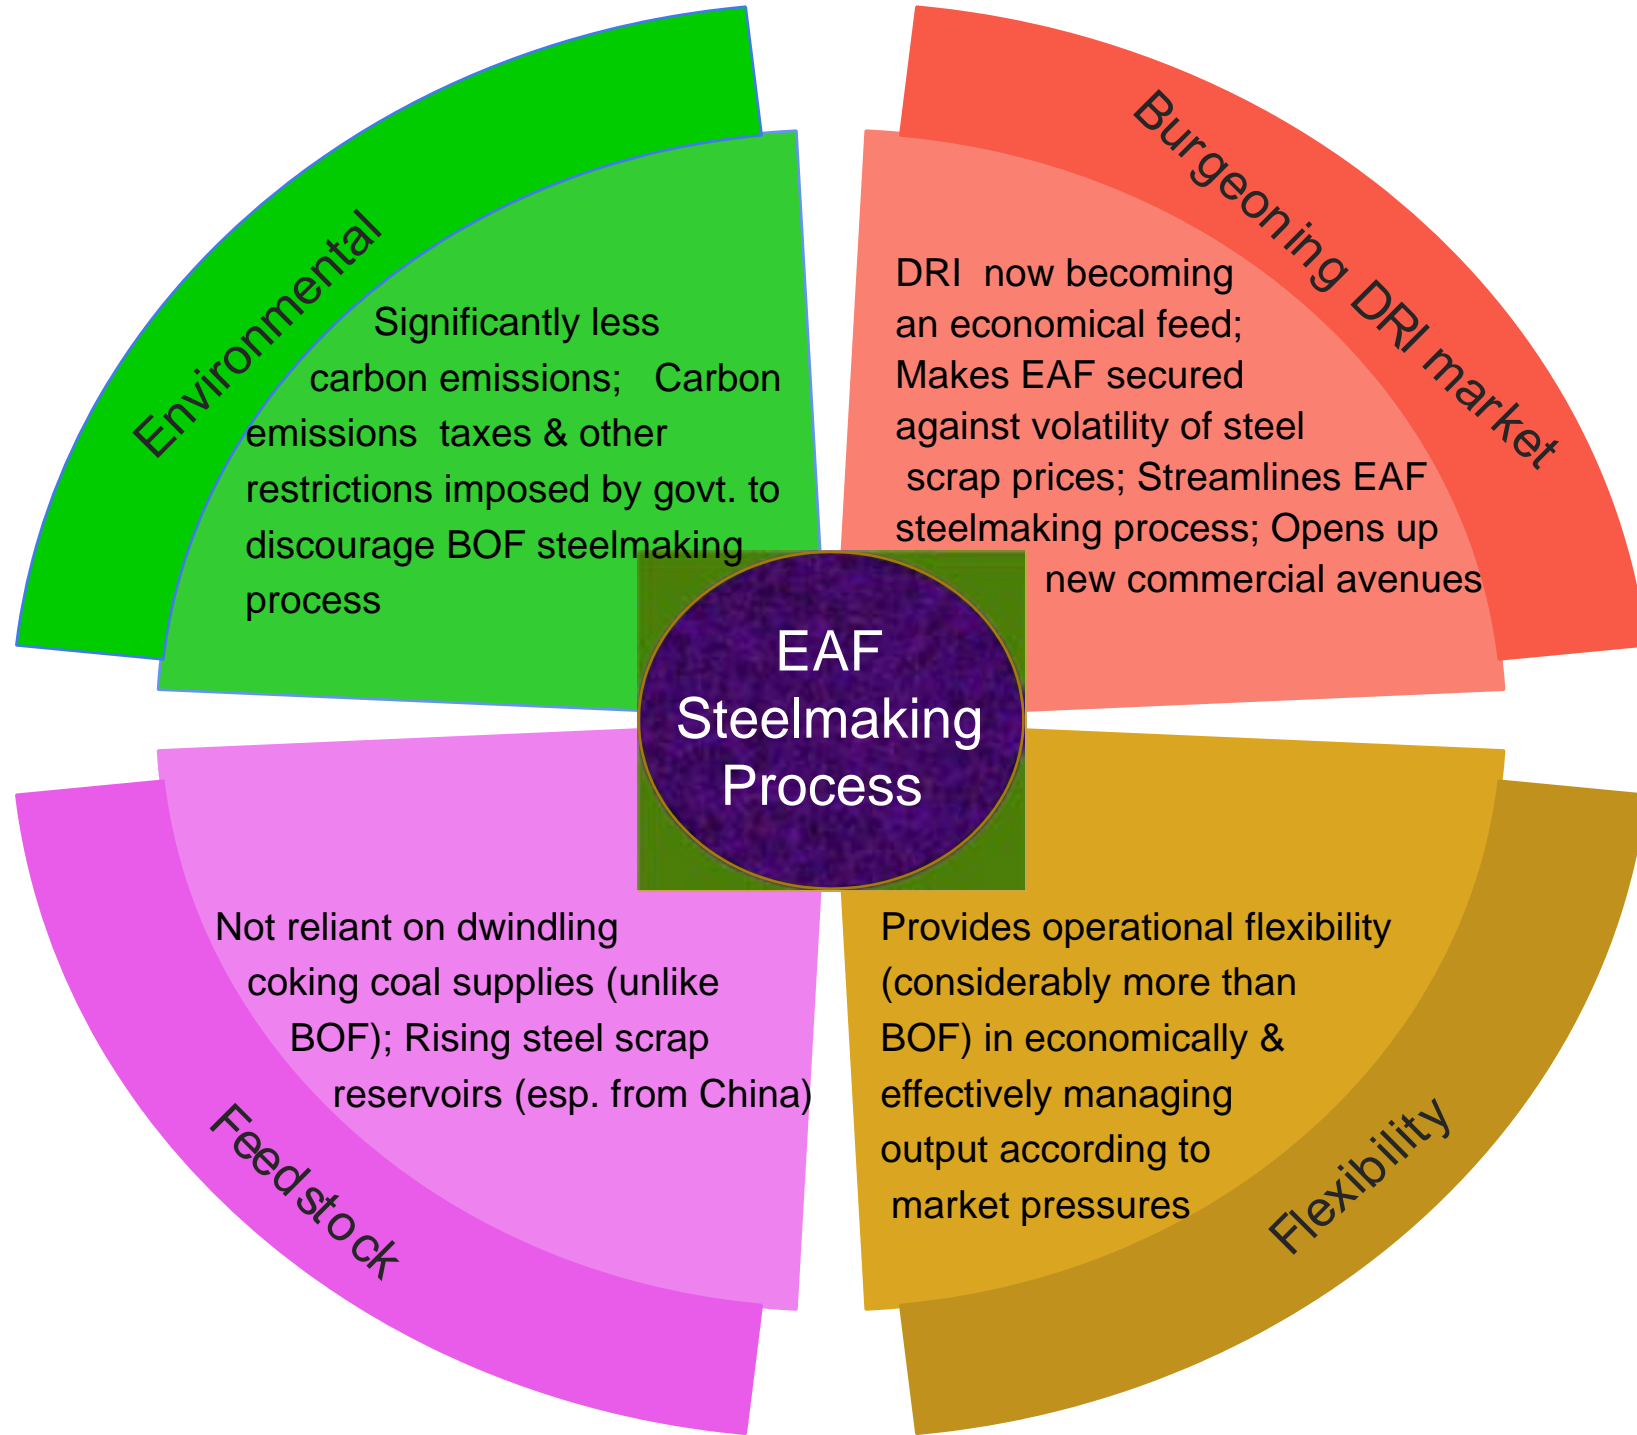 Environmental
Significantly less
carbon emissions; Carbon
emissions taxes & other
restrictions imposed by govt. to
discourage BOF steelmaking
process
Burgeoning DRI market
DRI now becoming
an economical feed;
Makes EAF secured
against volatility of steel
scrap prices; Streamlines EAF
steelmaking process; Opens up
new commercial avenues
EAF
Steelmaking
Process
Not reliant on dwindling
coking coal supplies (unlike
BOF); Rising steel scrap
reservoirs (esp. from China)
Feedstock
Provides operational flexibility
(considerably more than
BOF) in economically &
effectively managing
output according to
market pressures
Flexibility